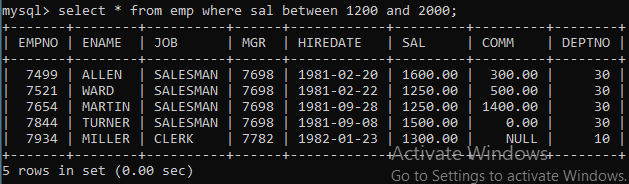 mysql> select * from emp where sal between 1200 and 2000;
+-------+--------+----------+------+------------+---------+---------+--------+
| EMPNO | ENAME  | JOB      | MGR  | HIREDATE   | SAL     | COMM    | DEPTNO |
+-------+--------+----------+------+------------+---------+---------+--------+
|  7499 | ALLEN  | SALESMAN | 7698 | 1981-02-20 | 1600.00 |  300.00 |     30 |
|  7521 | WARD   | SALESMAN | 7698 | 1981-02-22 | 1250.00 |  500.00 |     30 |
|  7654 | MARTIN | SALESMAN | 7698 | 1981-09-28 | 1250.00 | 1400.00 |     30 |
|  7844 | TURNER | SALESMAN | 7698 | 1981-09-08 | 1500.00 |    0.00 |     30 |
|  7934 | MILLER | CLERK    | 7782 | 1982-01-23 | 1300.00 |    NULL |     10 |
+-------+--------+----------+------+------------+---------+---------+--------+
5 rows in set (0.00 sec)
Activate Windows
Go to Settings to activate Windows.